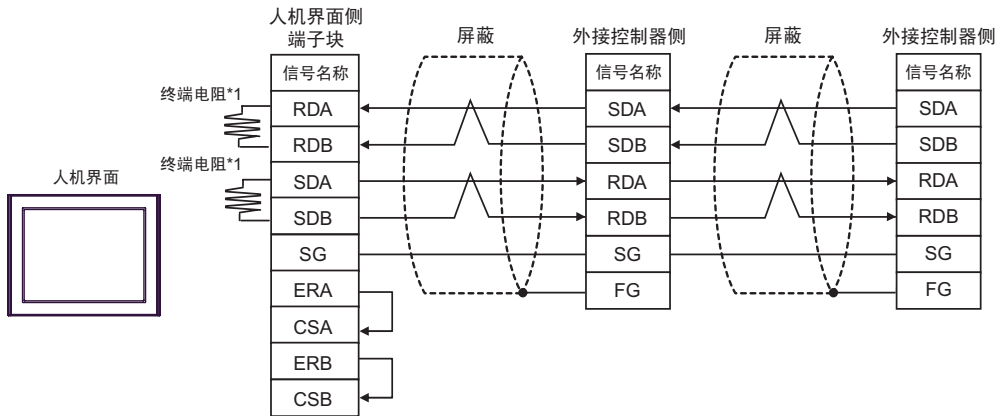 人机界面侧
端子块
屏蔽
外接控制器侧
屏蔽
外接控制器侧
信号名称
信号名称
信号名称
终端电阻*1
RDA
SDA
SDA
RDB
SDB
SDB
终端电阻*1
人机界面
SDA
RDA
RDA
SDB
RDB
RDB
SG
SG
SG
ERA
FG
FG
CSA
ERB
CSB